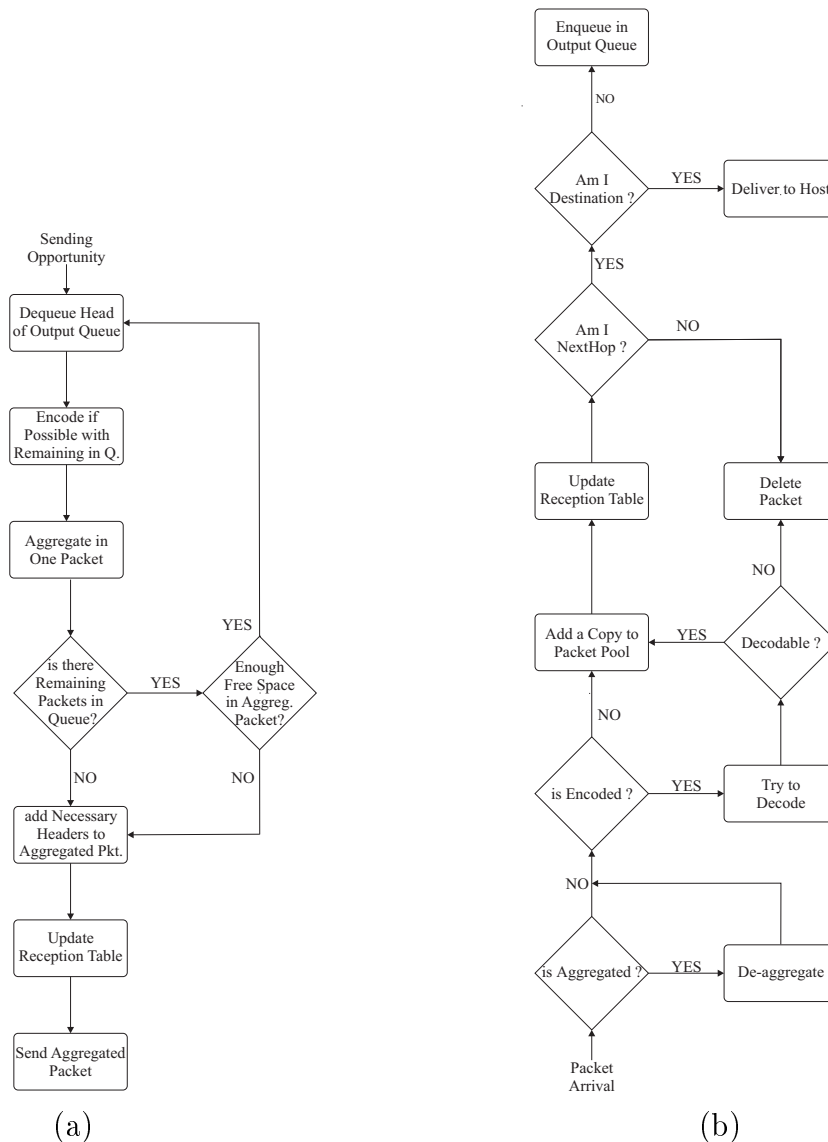 Sending
Opportunity
Dequeue Head
of Output Queue
Encode if
Possible with
Remaining in Q.
Aggregate in
One Packet
is there
Remaining
Packets in
Queue?
YES
Enough
Free Space
in Aggreg.
Packet?
YES
NO
NO
add Necessary
Headers to
Aggregated Pkt.
Update
Reception Table
Send Aggregated
Packet
(a)
Enqueue in
Output Queue
NO
Am I
Destination ?
YES
Deliver to Host
YES
Am I
NextHop ?
NO
Update
Reception Table
Delete
Packet
NO
Add a Copy to
Packet Pool
YES
Decodable ?
NO
is Encoded ?
YES
Try to
Decode
NO
is Aggregated ?
YES
De-aggregate
Packet
Arrival
(b)